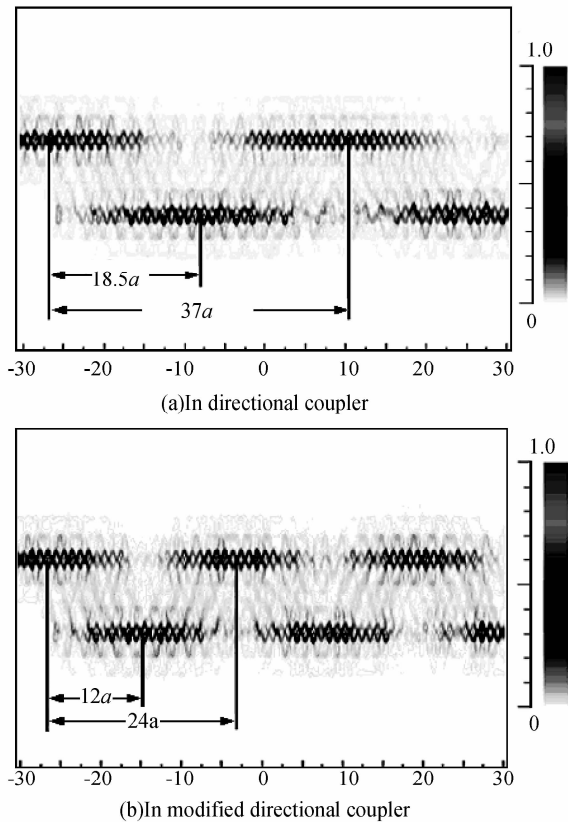 1.0
18.5a
37a
0
-30 -20 -10 0 10 20 30
(a)In directional coupler
1.0
12a
24a
0
-30 -20 -10 0 10 20 30
(b)In modified directional coupler